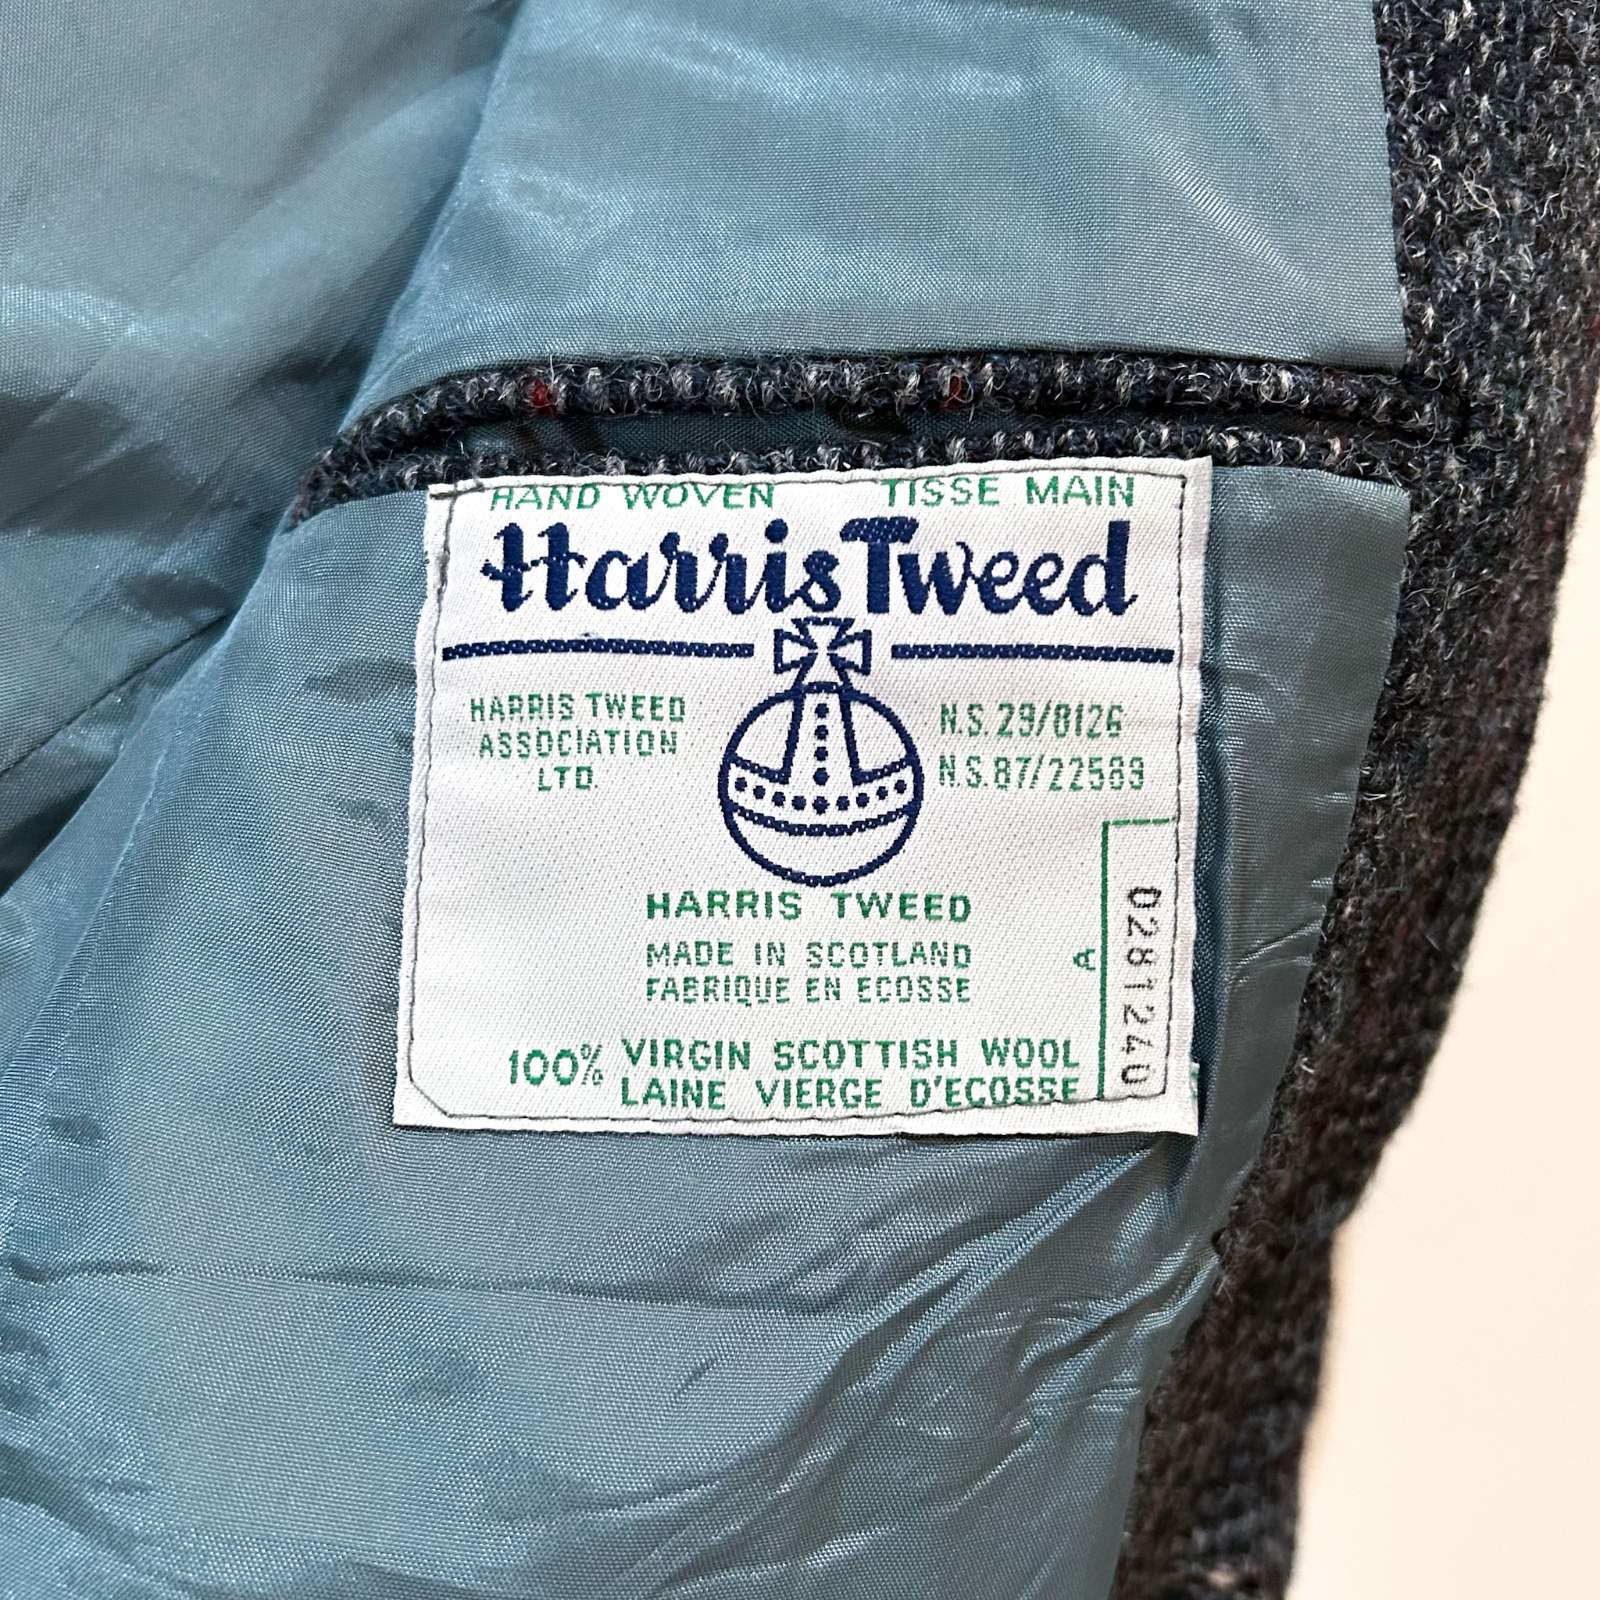 HAND WOVEN TISSE MAIN
Harris Tweed
HARRIS TWEED
ASSOCIATION
LTD.
N.S.29/8126
N.S.87/22589
HARRIS TWEED
MADE IN SCOTLAND
FABRIQUE EN ECOSSE
A
0281240
100% VIRGIN SCOTTISH WOOL
LAINE VIERGE D'ECOSSE